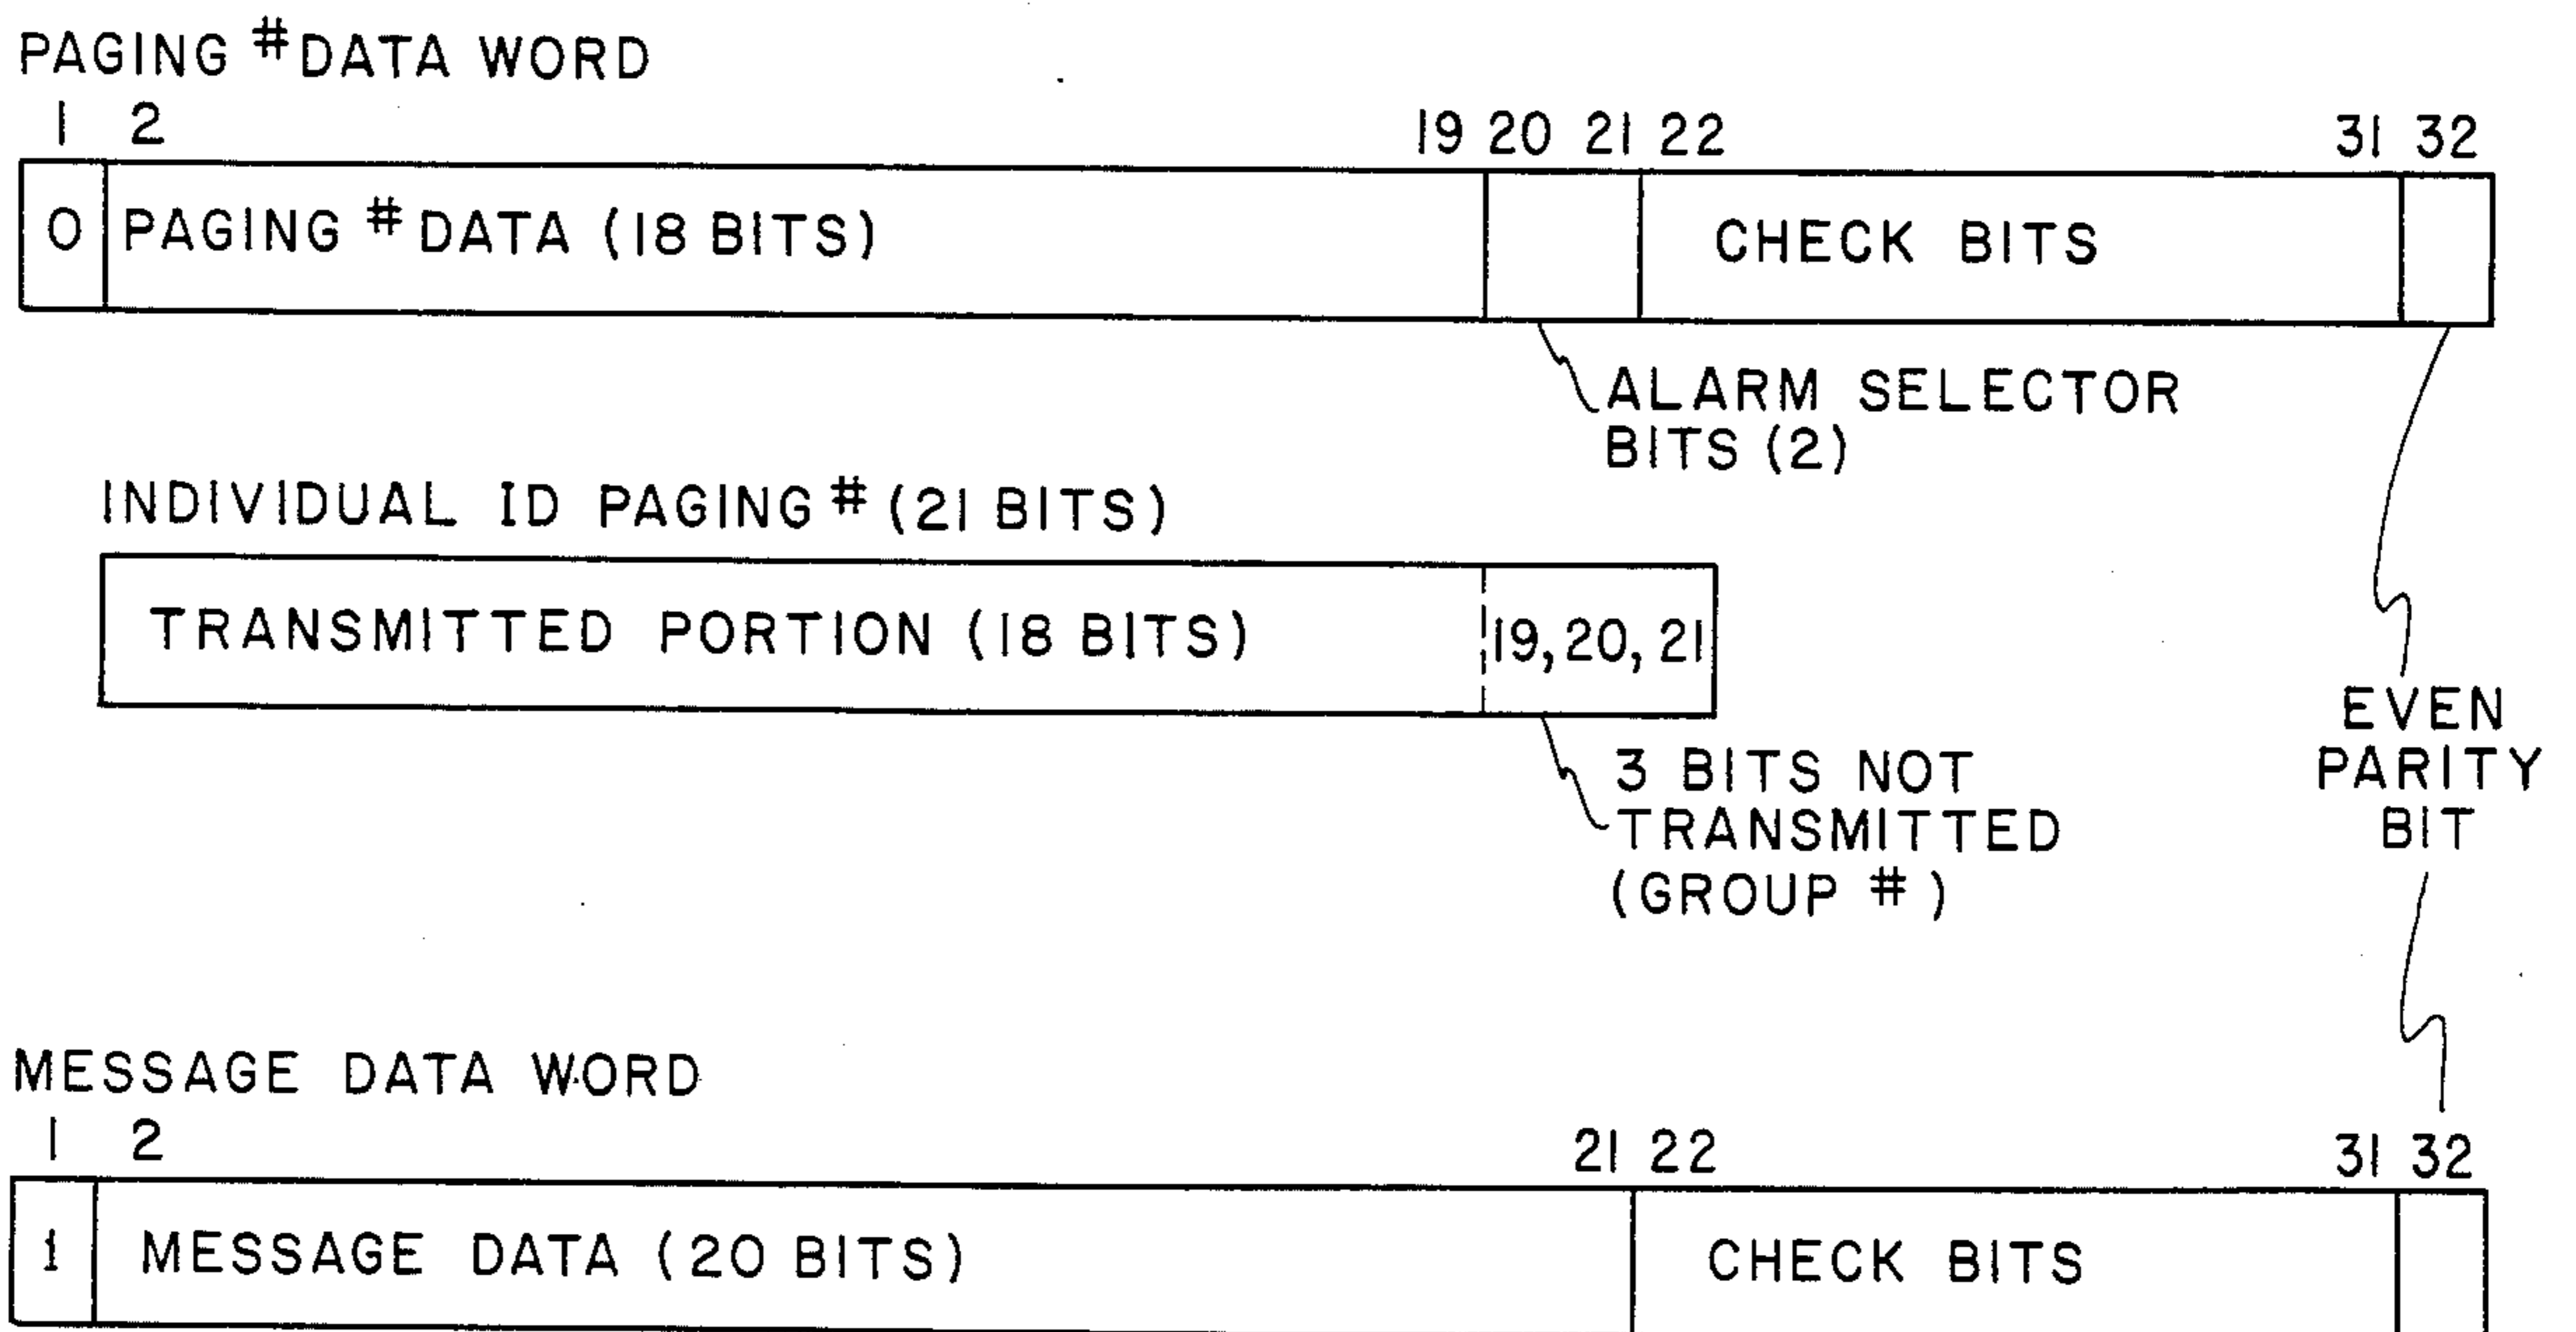 PAGING # DATA WORD
1 2 19 20 21 22 31 32
0 PAGING # DATA (18 BITS) CHECK BITS
ALARM SELECTOR
BITS (2)
INDIVIDUAL ID PAGING # (21 BITS)
TRANSMITTED PORTION (18 BITS) 19, 20, 21
3 BITS NOT
TRANSMITTED
(GROUP #)
EVEN
PARITY
BIT
MESSAGE DATA WORD
1 2 21 22 31 32
1 MESSAGE DATA (20 BITS) CHECK BITS